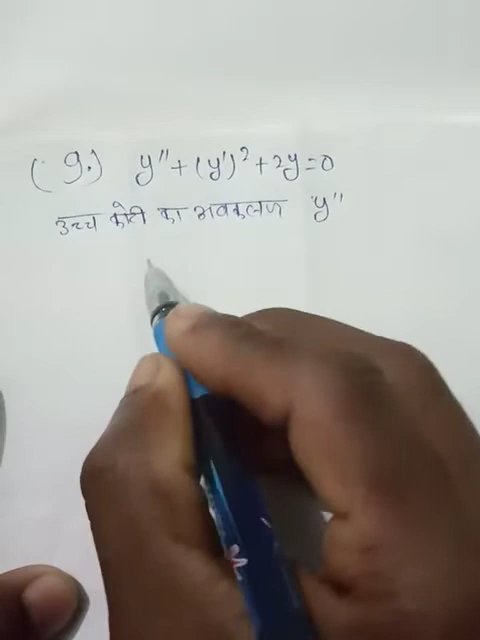 (9.) y'' + (y')² + 2y = 0
उच्च कोटी का अवकलज y''